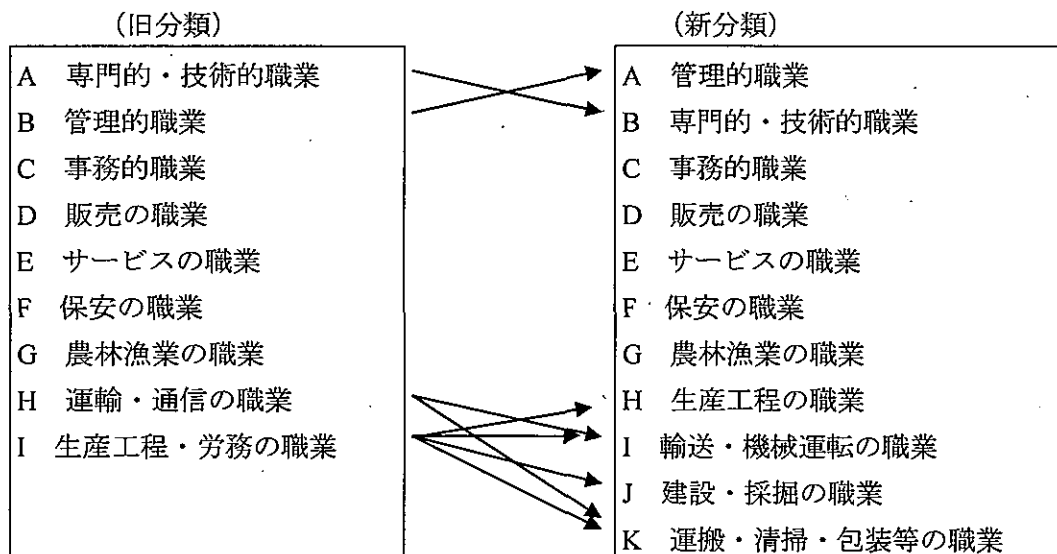 (旧分類)
A 専門的・技術的職業
B 管理的職業
C 事務的職業
D 販売の職業
E サービスの職業
F 保安の職業
G 農林漁業の職業
H 運輸・通信の職業
I 生産工程・労務の職業
(新分類)
A 管理的職業
B 専門的・技術的職業
C 事務的職業
D 販売の職業
E サービスの職業
F 保安の職業
G 農林漁業の職業
H 生産工程の職業
I 輸送・機械運転の職業
J 建設・採掘の職業
K 運搬・清掃・包装等の職業